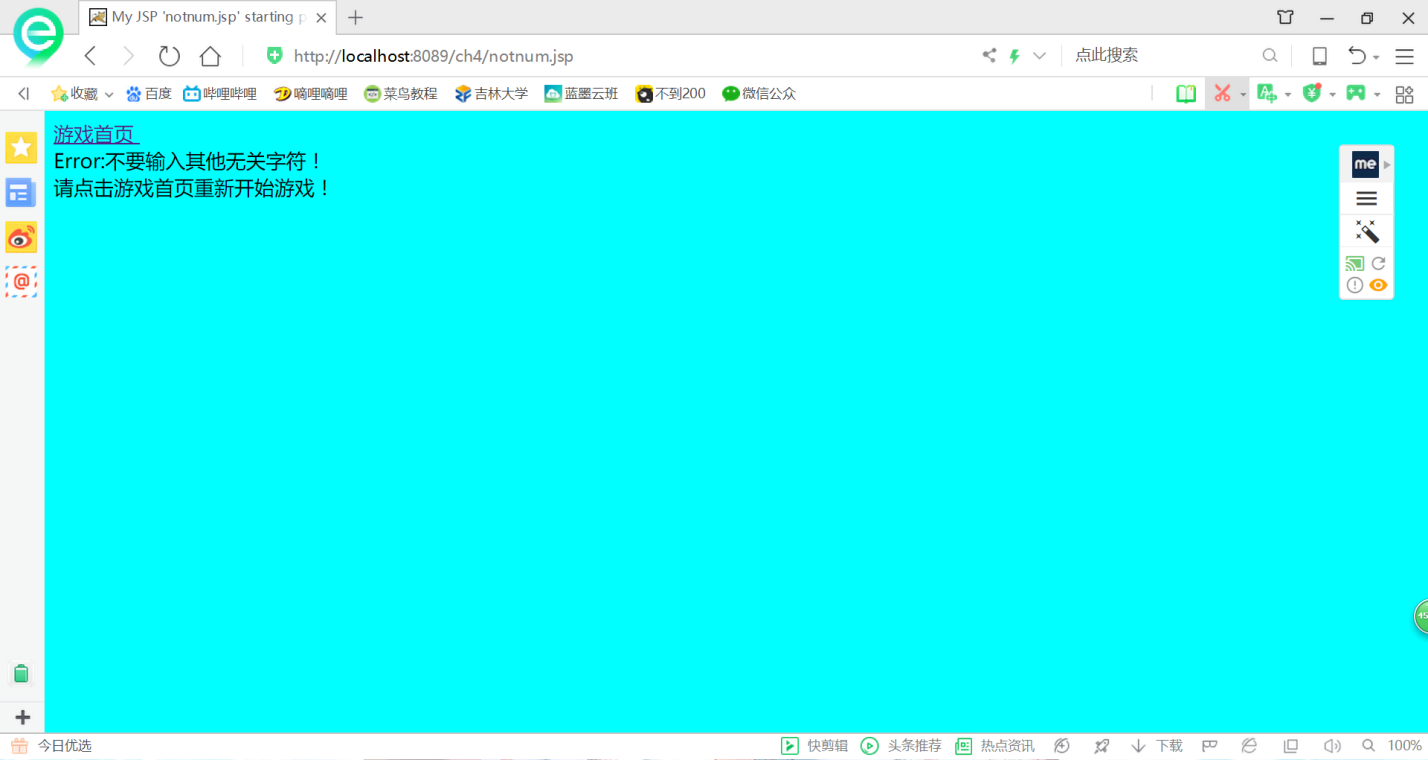 My JSP 'notnum.jsp' starting p
http://localhost:8089/ch4/notnum.jsp
点此搜索
收藏 百度 哔哩哔哩 嘀哩嘀哩 菜鸟教程 吉林大学 蓝墨云班 不到200 微信公众
游戏首页
Error:不要输入其他无关字符！
请点击游戏首页重新开始游戏！
me
45
今日优选 快剪辑 头条推荐 热点资讯 下载 100%